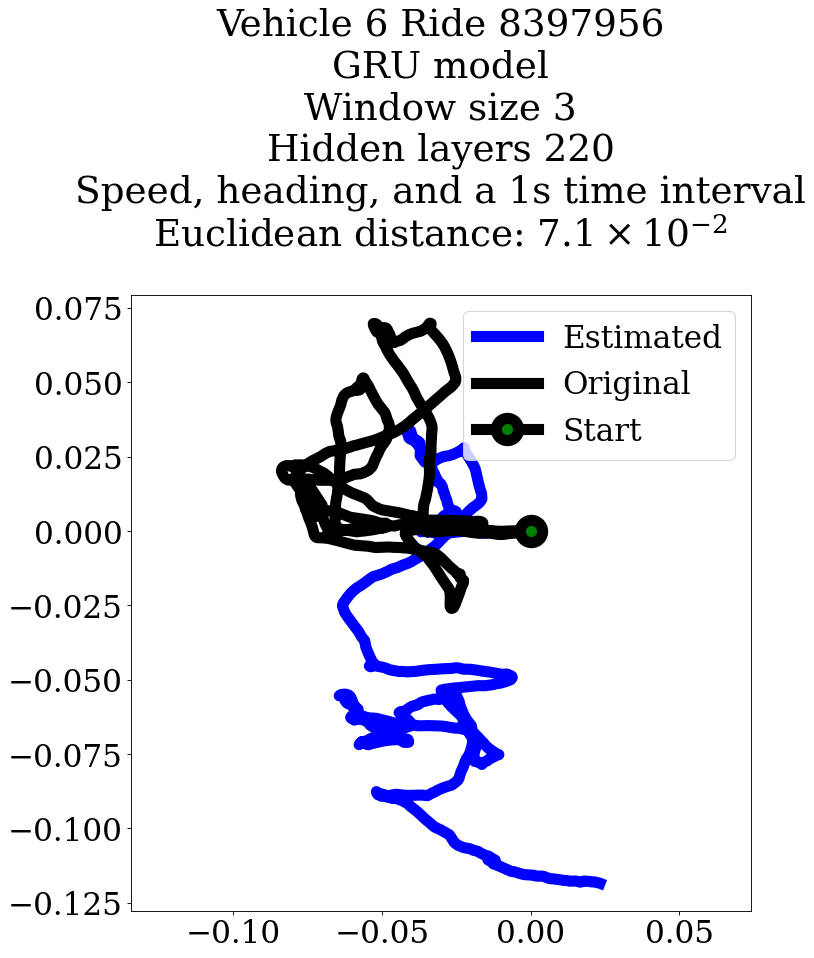 Vehicle 6 Ride 8397956
GRU model
Window size 3
Hidden layers 220
Speed, heading, and a 1s time interval
Euclidean distance: 7.1 × 10⁻²
Estimated
Original
Start
0.075
0.050
0.025
0.000
−0.025
−0.050
−0.075
−0.100
−0.125
−0.10
−0.05
0.00
0.05